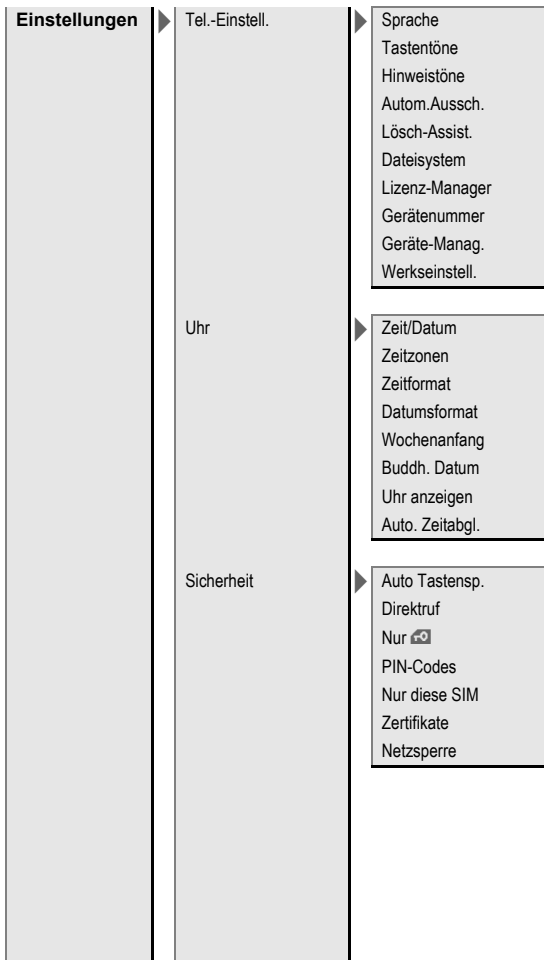 Einstellungen
Tel.-Einstell.
Sprache
Tastentöne
Hinweistöne
Autom.Aussch.
Lösch-Assist.
Dateisystem
Lizenz-Manager
Gerätenummer
Geräte-Manag.
Werkseinstell.
Uhr
Zeit/Datum
Zeitzonen
Zeitformat
Datumsformat
Wochenanfang
Buddh. Datum
Uhr anzeigen
Auto. Zeitabgl.
Sicherheit
Auto Tastensp.
Direktruf
Nur
PIN-Codes
Nur diese SIM
Zertifikate
Netzsperre